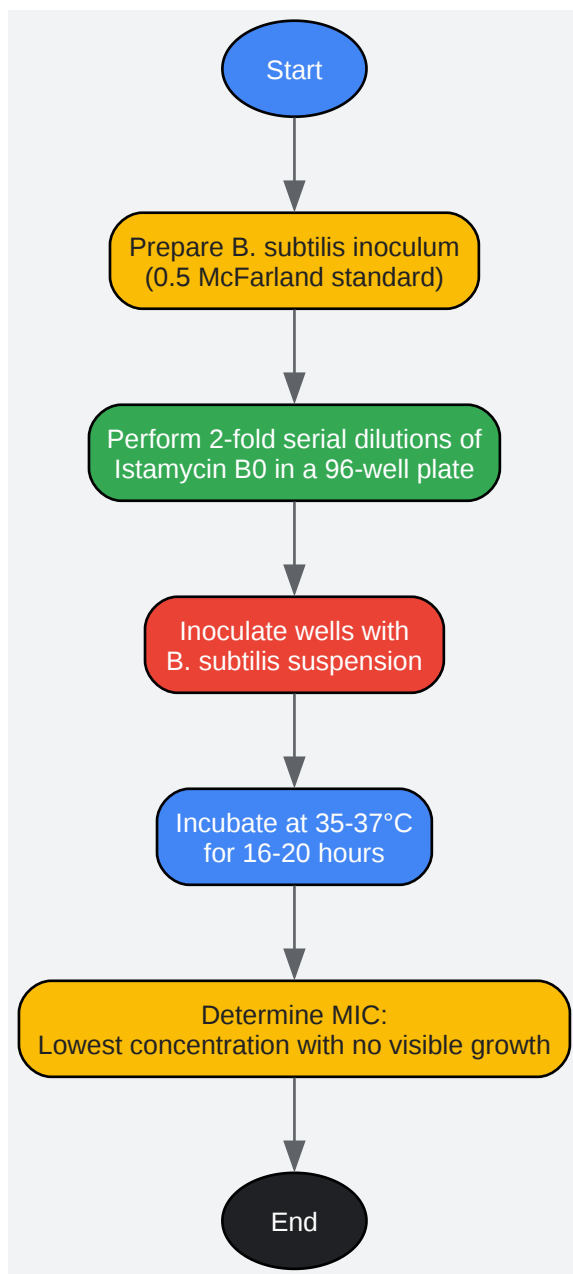 Start
Prepare B. subtilis inoculum
(0.5 McFarland standard)
Perform 2-fold serial dilutions of
Istamycin B0 in a 96-well plate
Inoculate wells with
B. subtilis suspension
Incubate at 35-37°C
for 16-20 hours
Determine MIC:
Lowest concentration with no visible growth
End